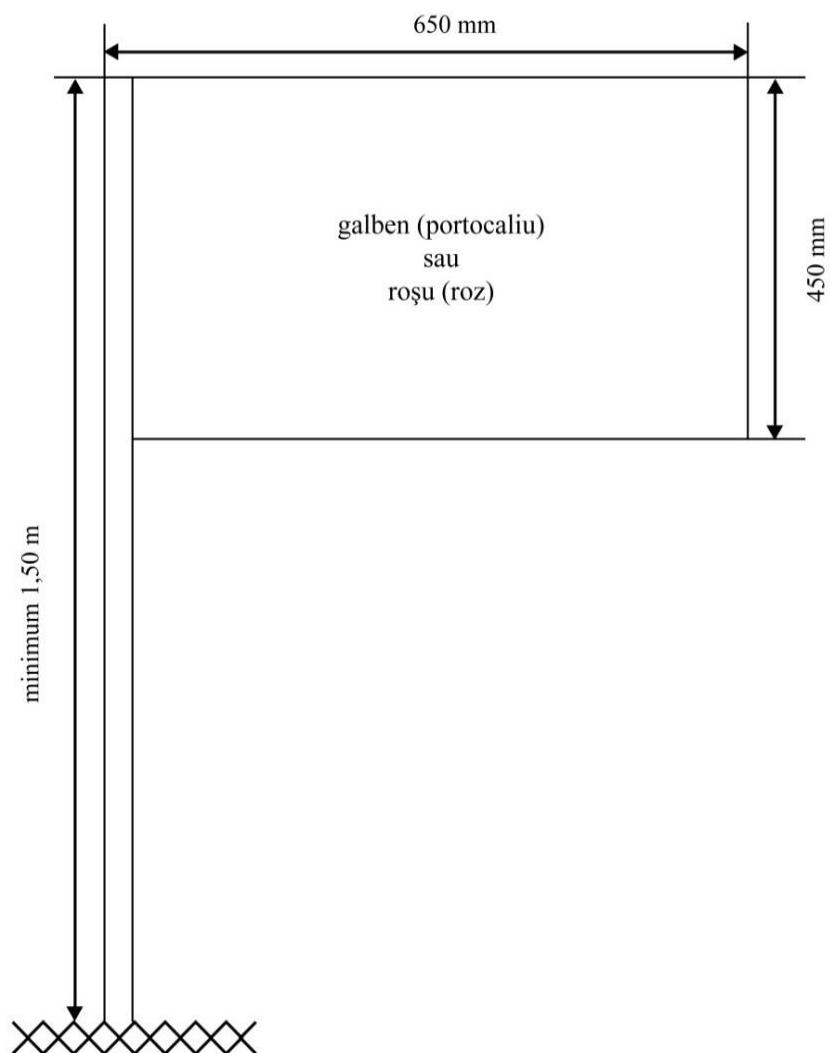 650 mm
galben (portocaliu)
sau
roşu (roz)
450 mm
minimum 1,50 m